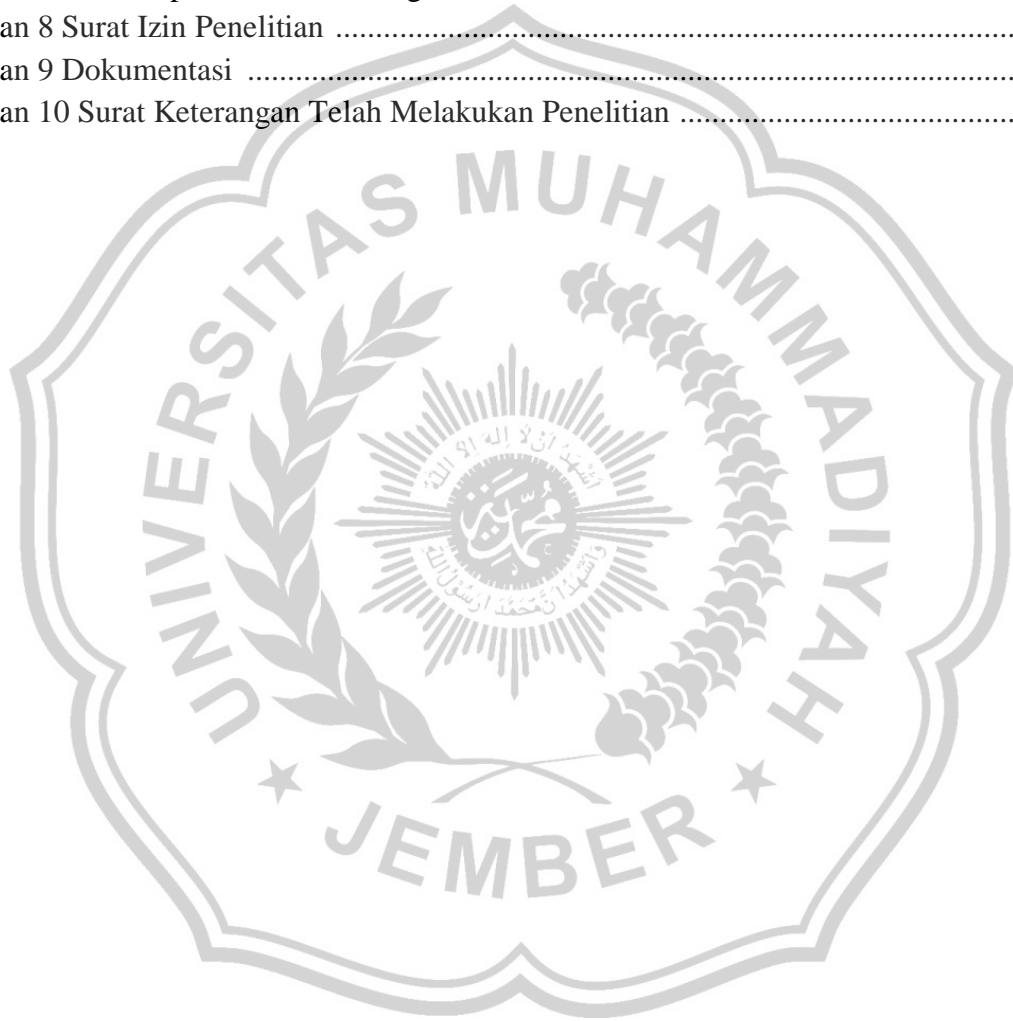 an 8 Surat Izin Penelitian ....................................................................................
an 9 Dokumentasi ...............................................................................................
an 10 Surat Keterangan Telah Melakukan Penelitian .........................................
UNIVERSITAS MUHAMMADIYAH
JEMBER